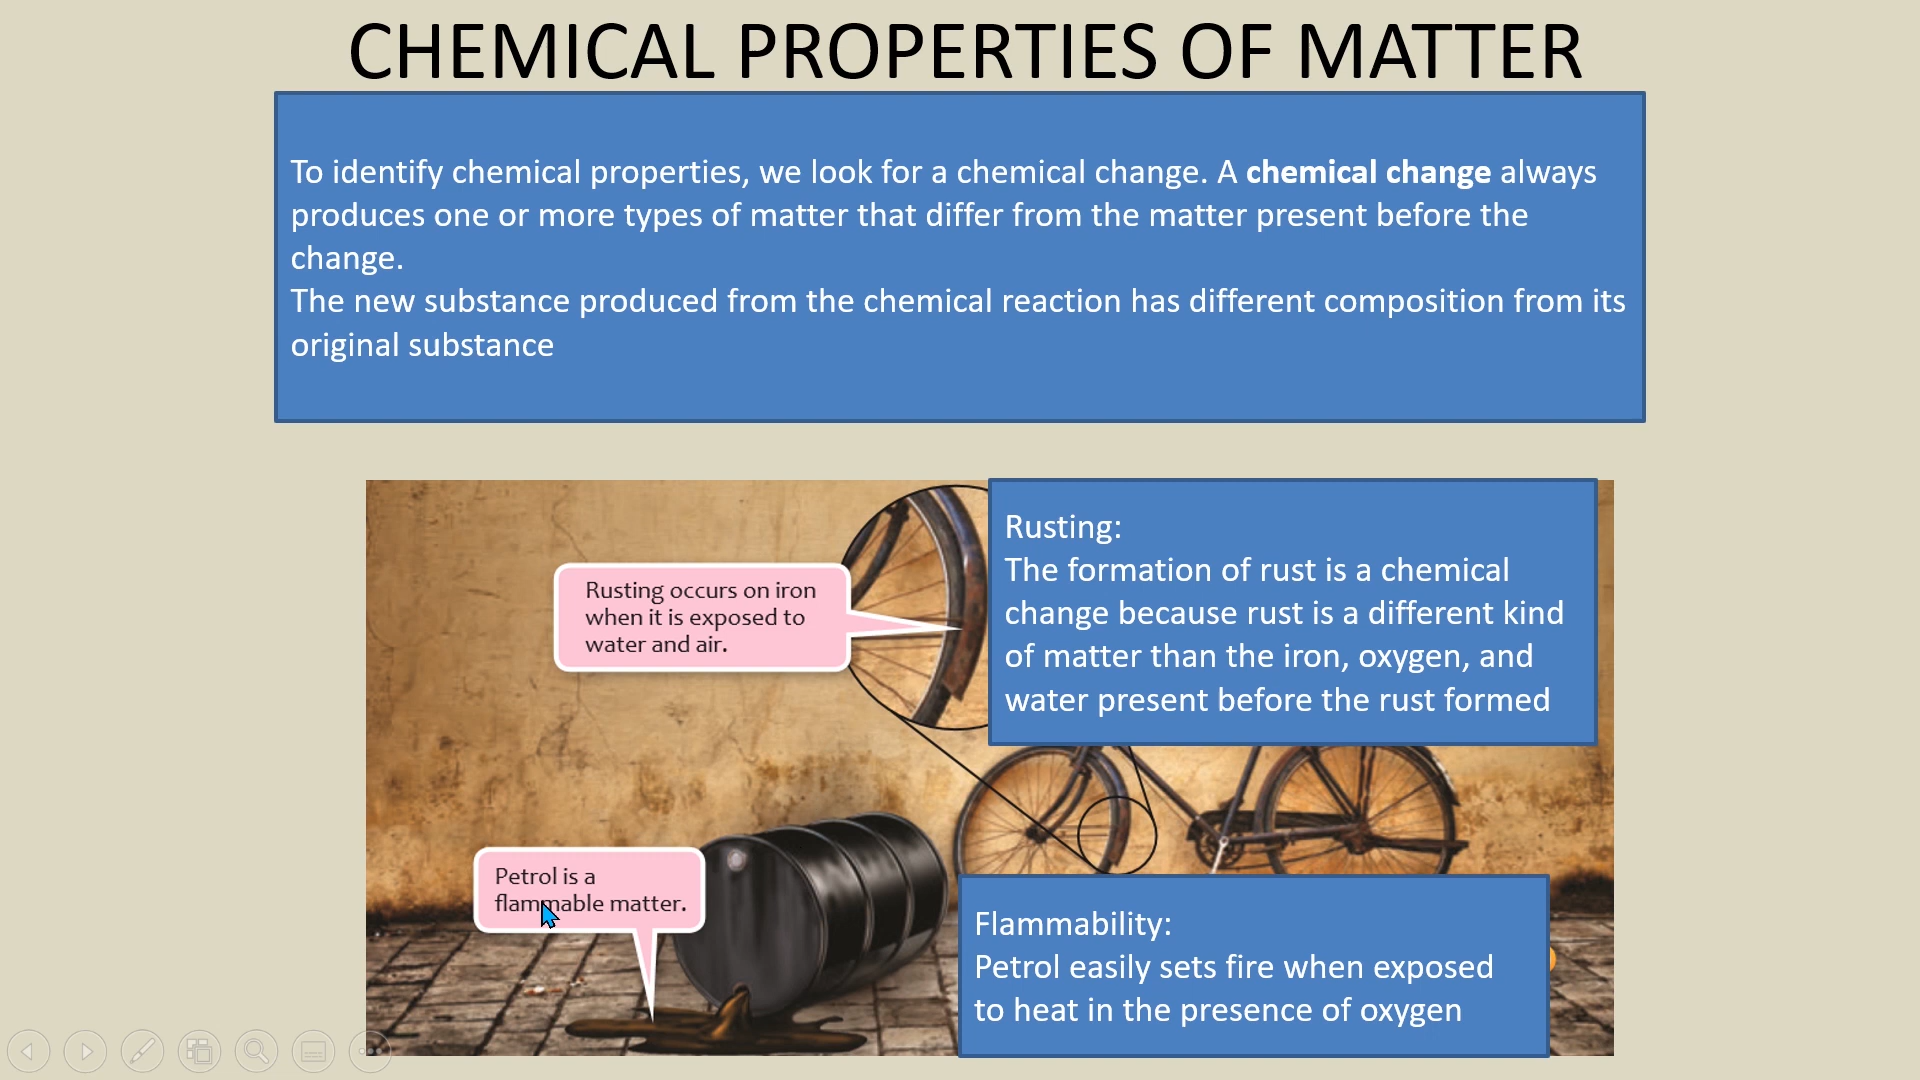 CHEMICAL PROPERTIES OF MATTER
To identify chemical properties, we look for a chemical change. A chemical change always
produces one or more types of matter that differ from the matter present before the
change.
The new substance produced from the chemical reaction has different composition from its
original substance
Rusting occurs on iron
when it is exposed to
water and air.
Rusting:
The formation of rust is a chemical
change because rust is a different kind
of matter than the iron, oxygen, and
water present before the rust formed
Petrol is a
flammable matter.
Flammability:
Petrol easily sets fire when exposed
to heat in the presence of oxygen